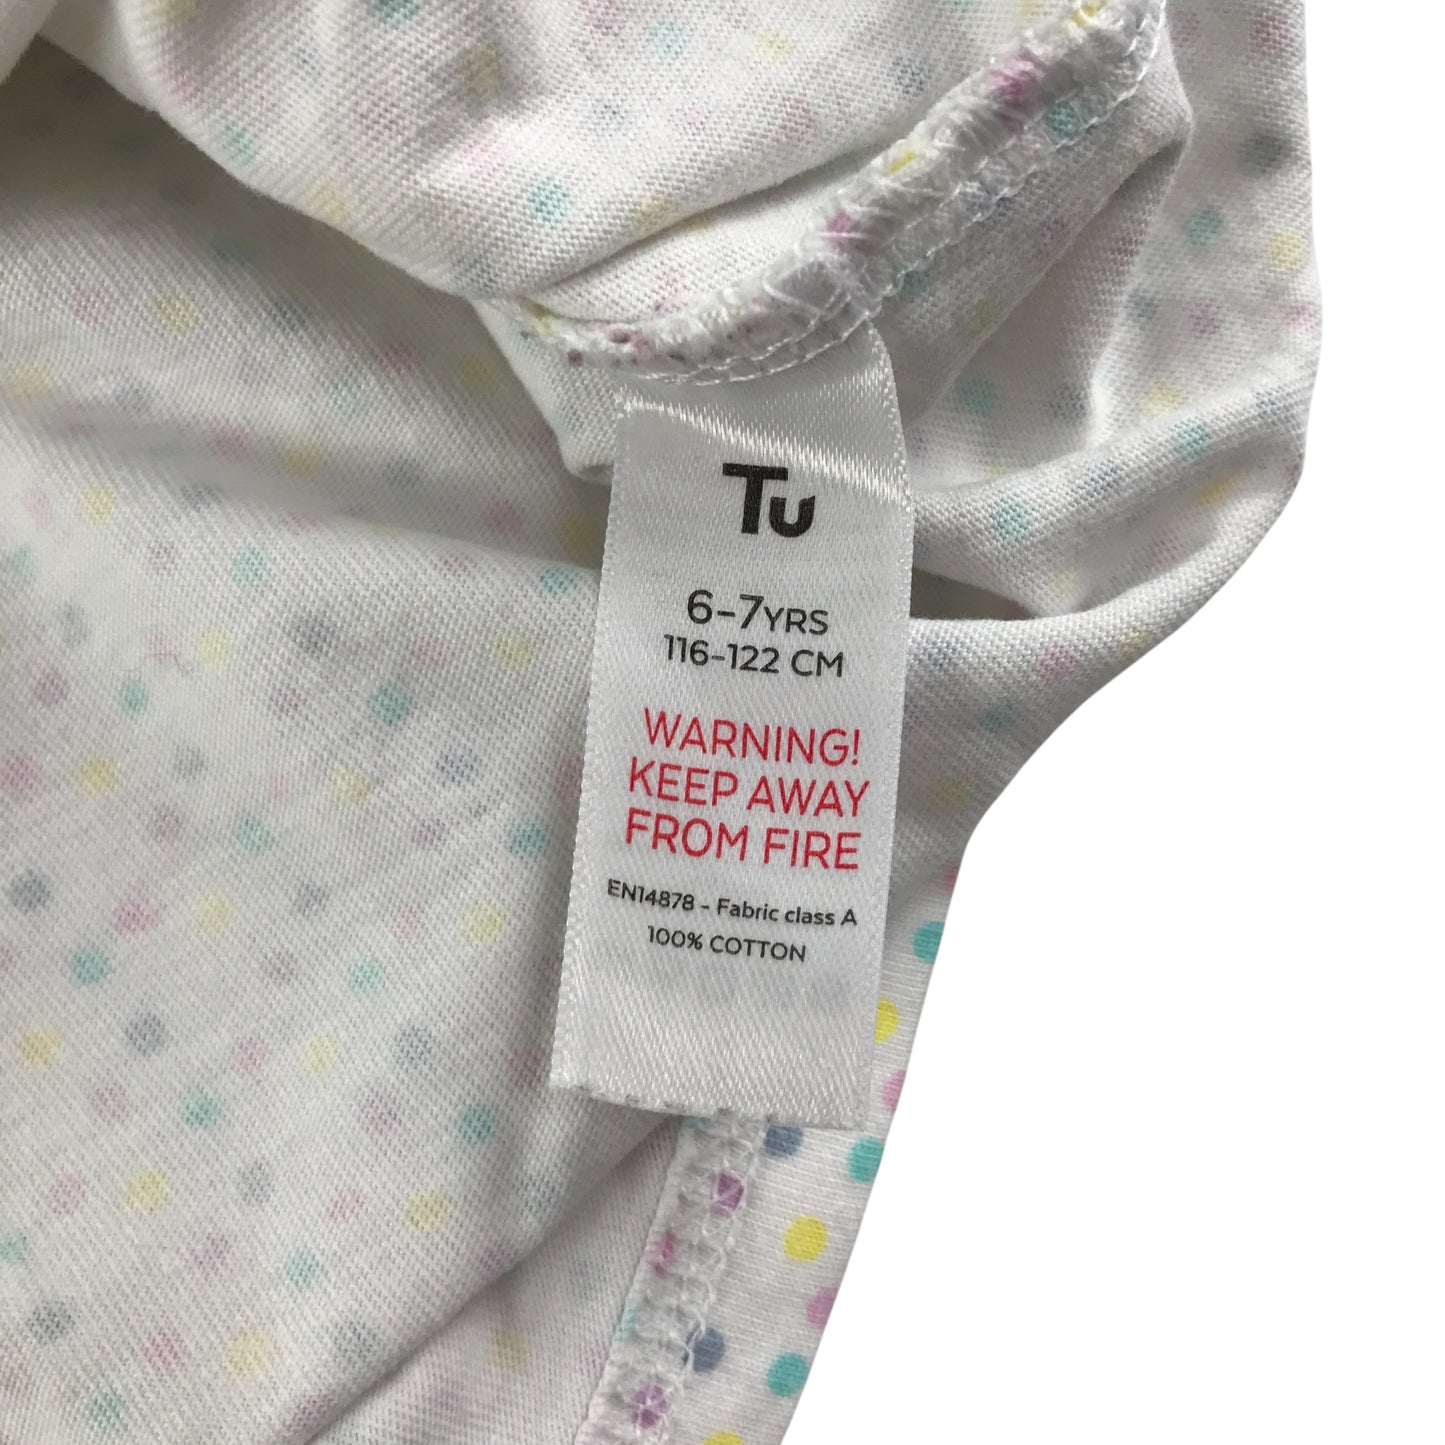 Tu
6-7YRS
116-122 CM
WARNING!
KEEP AWAY
FROM FIRE
EN14878 - Fabric class A
100% COTTON